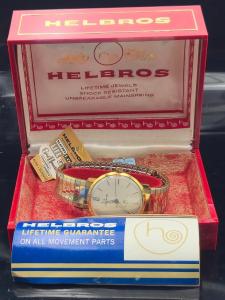 HELBROS
LIFETIME JEWELS
SHOCK RESISTANT
UNBREAKABLE MAINSPRING
HELBROS
HELBROS
LIFETIME GUARANTEE
ON ALL MOVEMENT PARTS